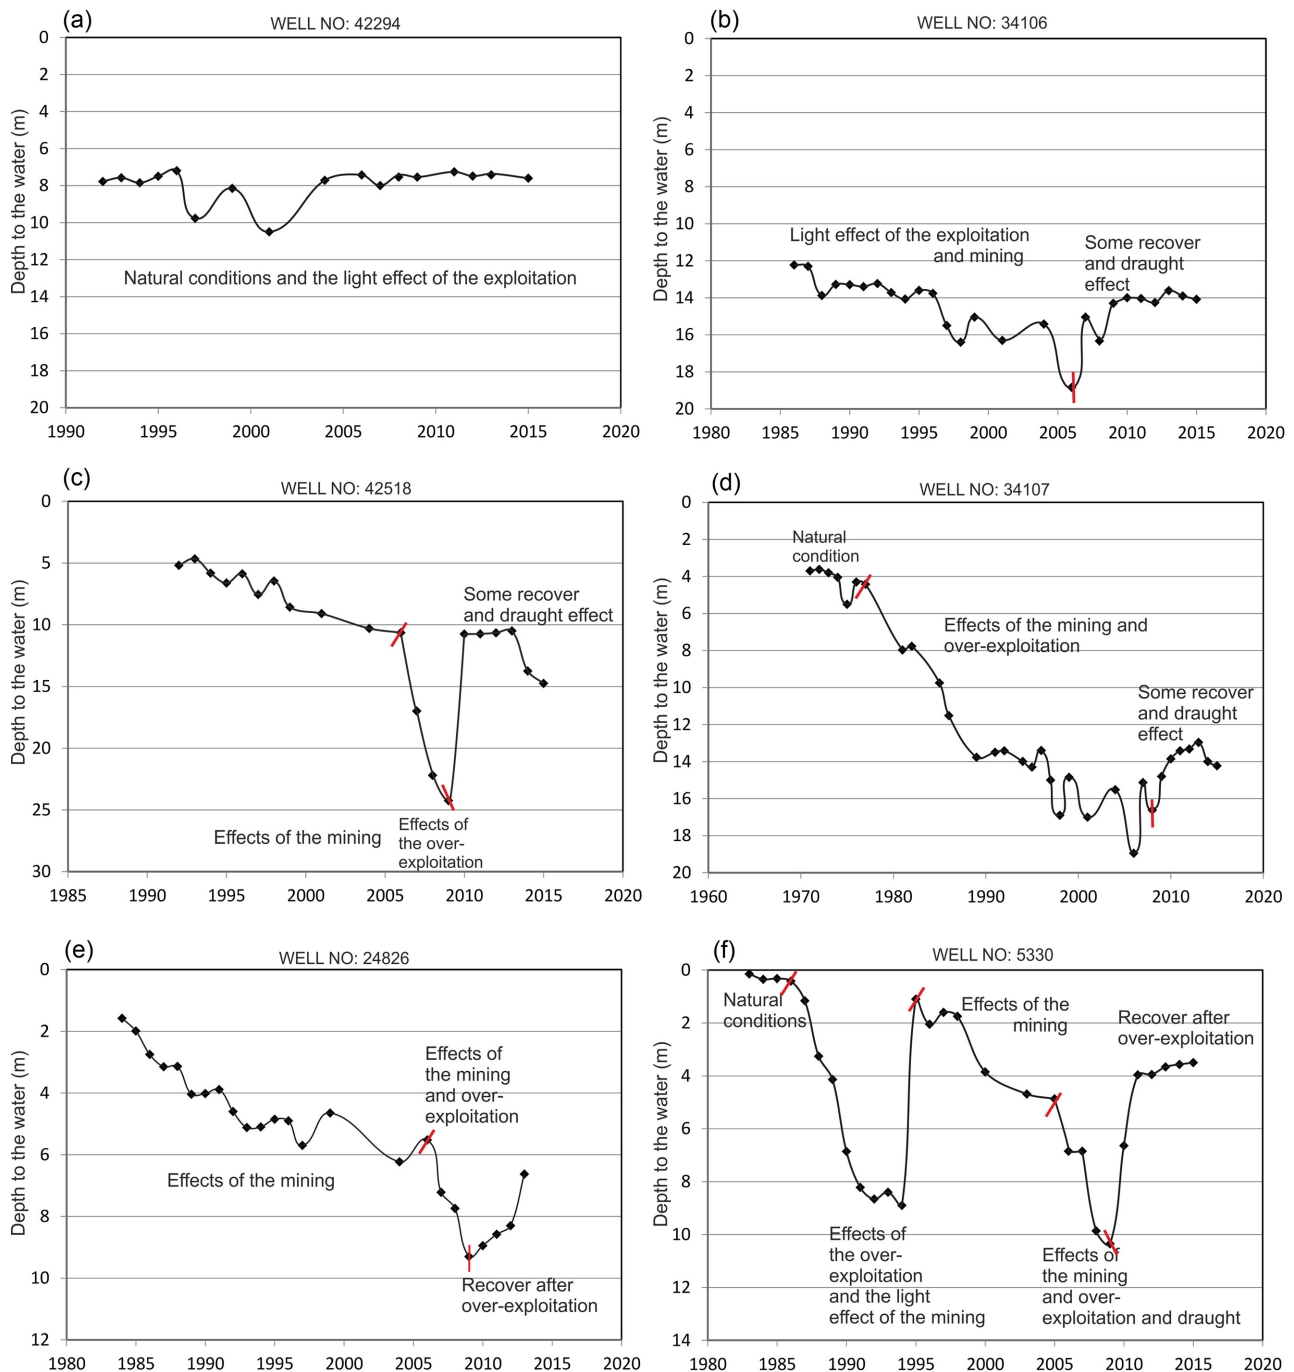 (a)
WELL NO: 42294
0
2
4
6
8
10
12
14
16
18
20
Depth to the water (m)
Natural conditions and the light effect of the exploitation
1990 1995 2000 2005 2010 2015 2020
(b)
WELL NO: 34106
0
2
4
6
8
10
12
14
16
18
20
Depth to the water (m)
Light effect of the exploitation
and mining
Some recover
and draught
effect
1980 1985 1990 1995 2000 2005 2010 2015 2020
(c)
WELL NO: 42518
0
5
10
15
20
25
30
Depth to the water (m)
Some recover
and draught effect
Effects of the mining
Effects of
the over-
exploitation
1985 1990 1995 2000 2005 2010 2015 2020
(d)
WELL NO: 34107
0
2
4
6
8
10
12
14
16
18
20
Depth to the water (m)
Natural
condition
Effects of the mining and
over-exploitation
Some recover
and draught
effect
1960 1970 1980 1990 2000 2010 2020
(e)
WELL NO: 24826
0
2
4
6
8
10
12
Depth to the water (m)
Effects of
the mining
and over-
exploitation
Effects of the mining
Recover after
over-exploitation
1980 1985 1990 1995 2000 2005 2010 2015 2020
(f)
WELL NO: 5330
0
2
4
6
8
10
12
14
Depth to the water (m)
Natural
conditions
Effects of the
mining
Recover after
over-exploitation
Effects of
the over-
exploitation
and the light
effect of the mining
Effects of
the mining
and over-
exploitation and draught
1980 1985 1990 1995 2000 2005 2010 2015 2020